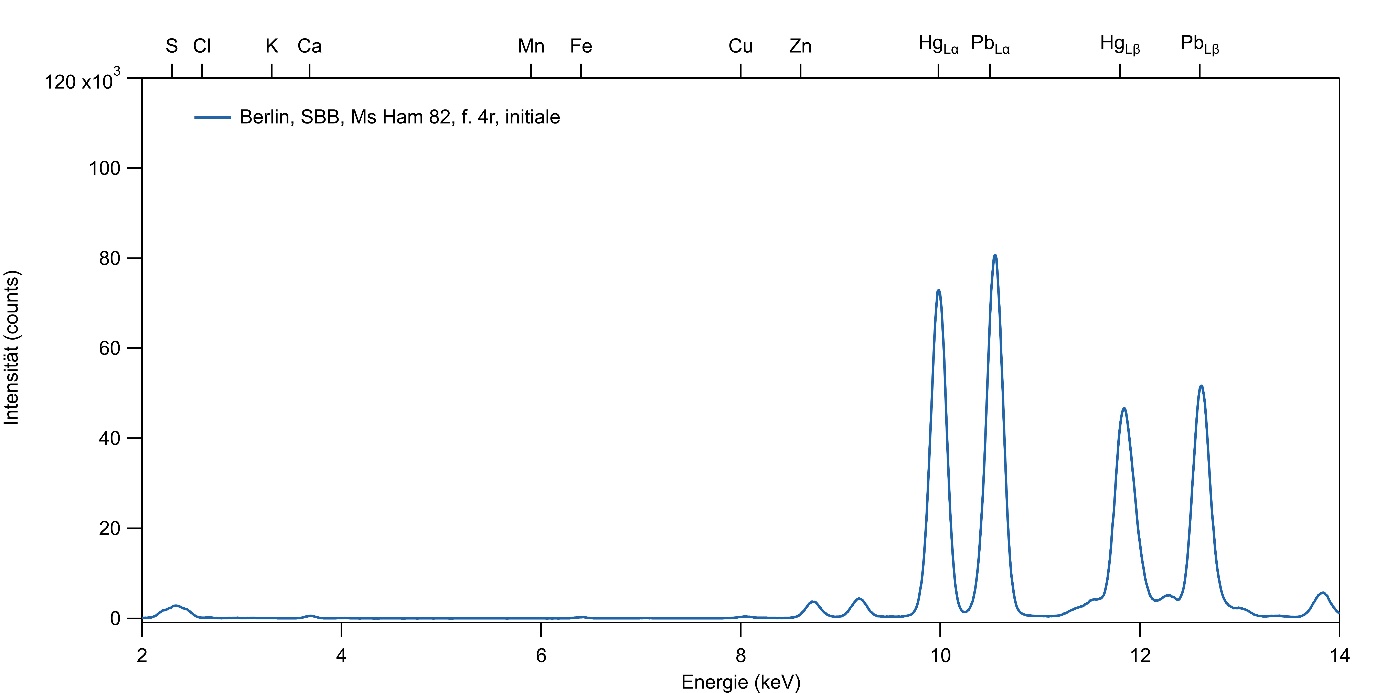 S Cl K Ca Mn Fe Cu Zn HgLα PbLα HgLβ PbLβ
120 x10³
Berlin, SBB, Ms Ham 82, f. 4r, initiale
100
80
60
40
20
0
Intensität (counts)
2 4 6 8 10 12 14
Energie (keV)